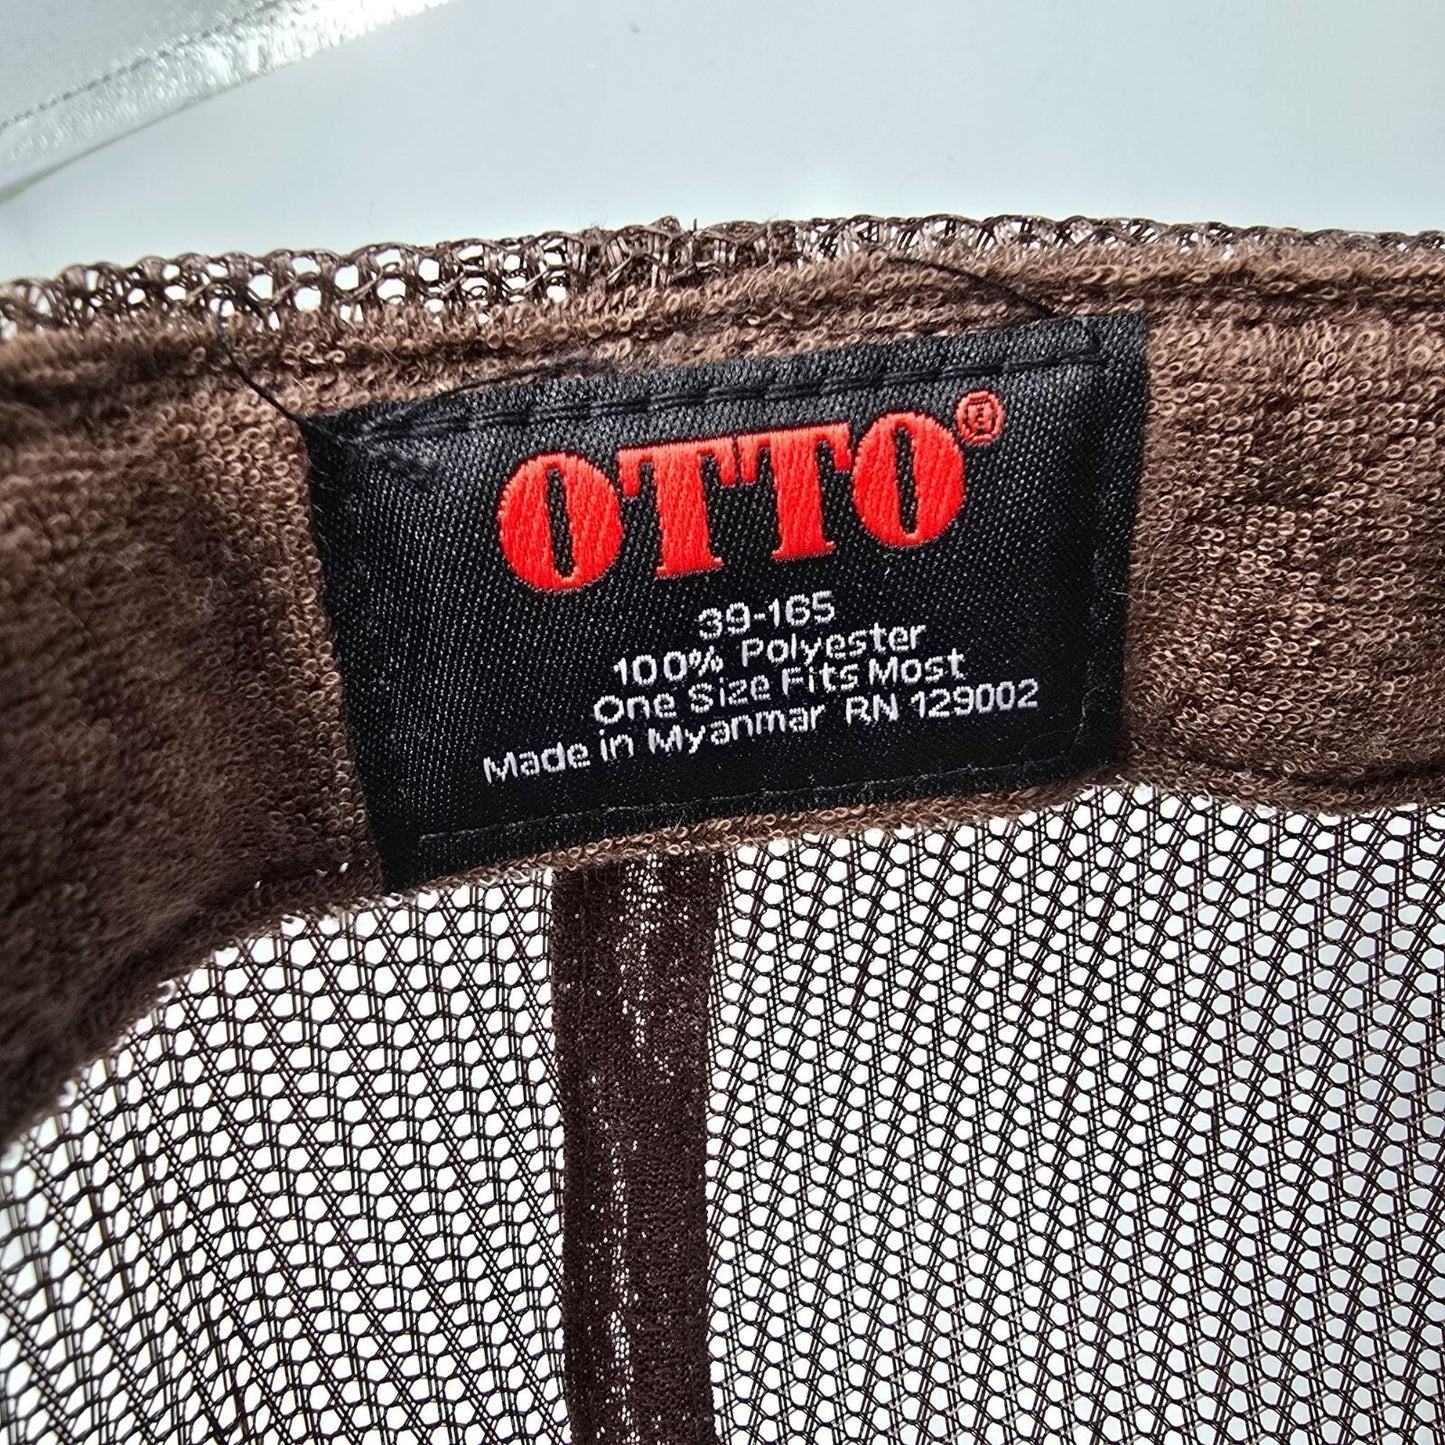 OTTO®
39-165
100% Polyester
One Size Fits Most
Made in Myanmar RN 129002